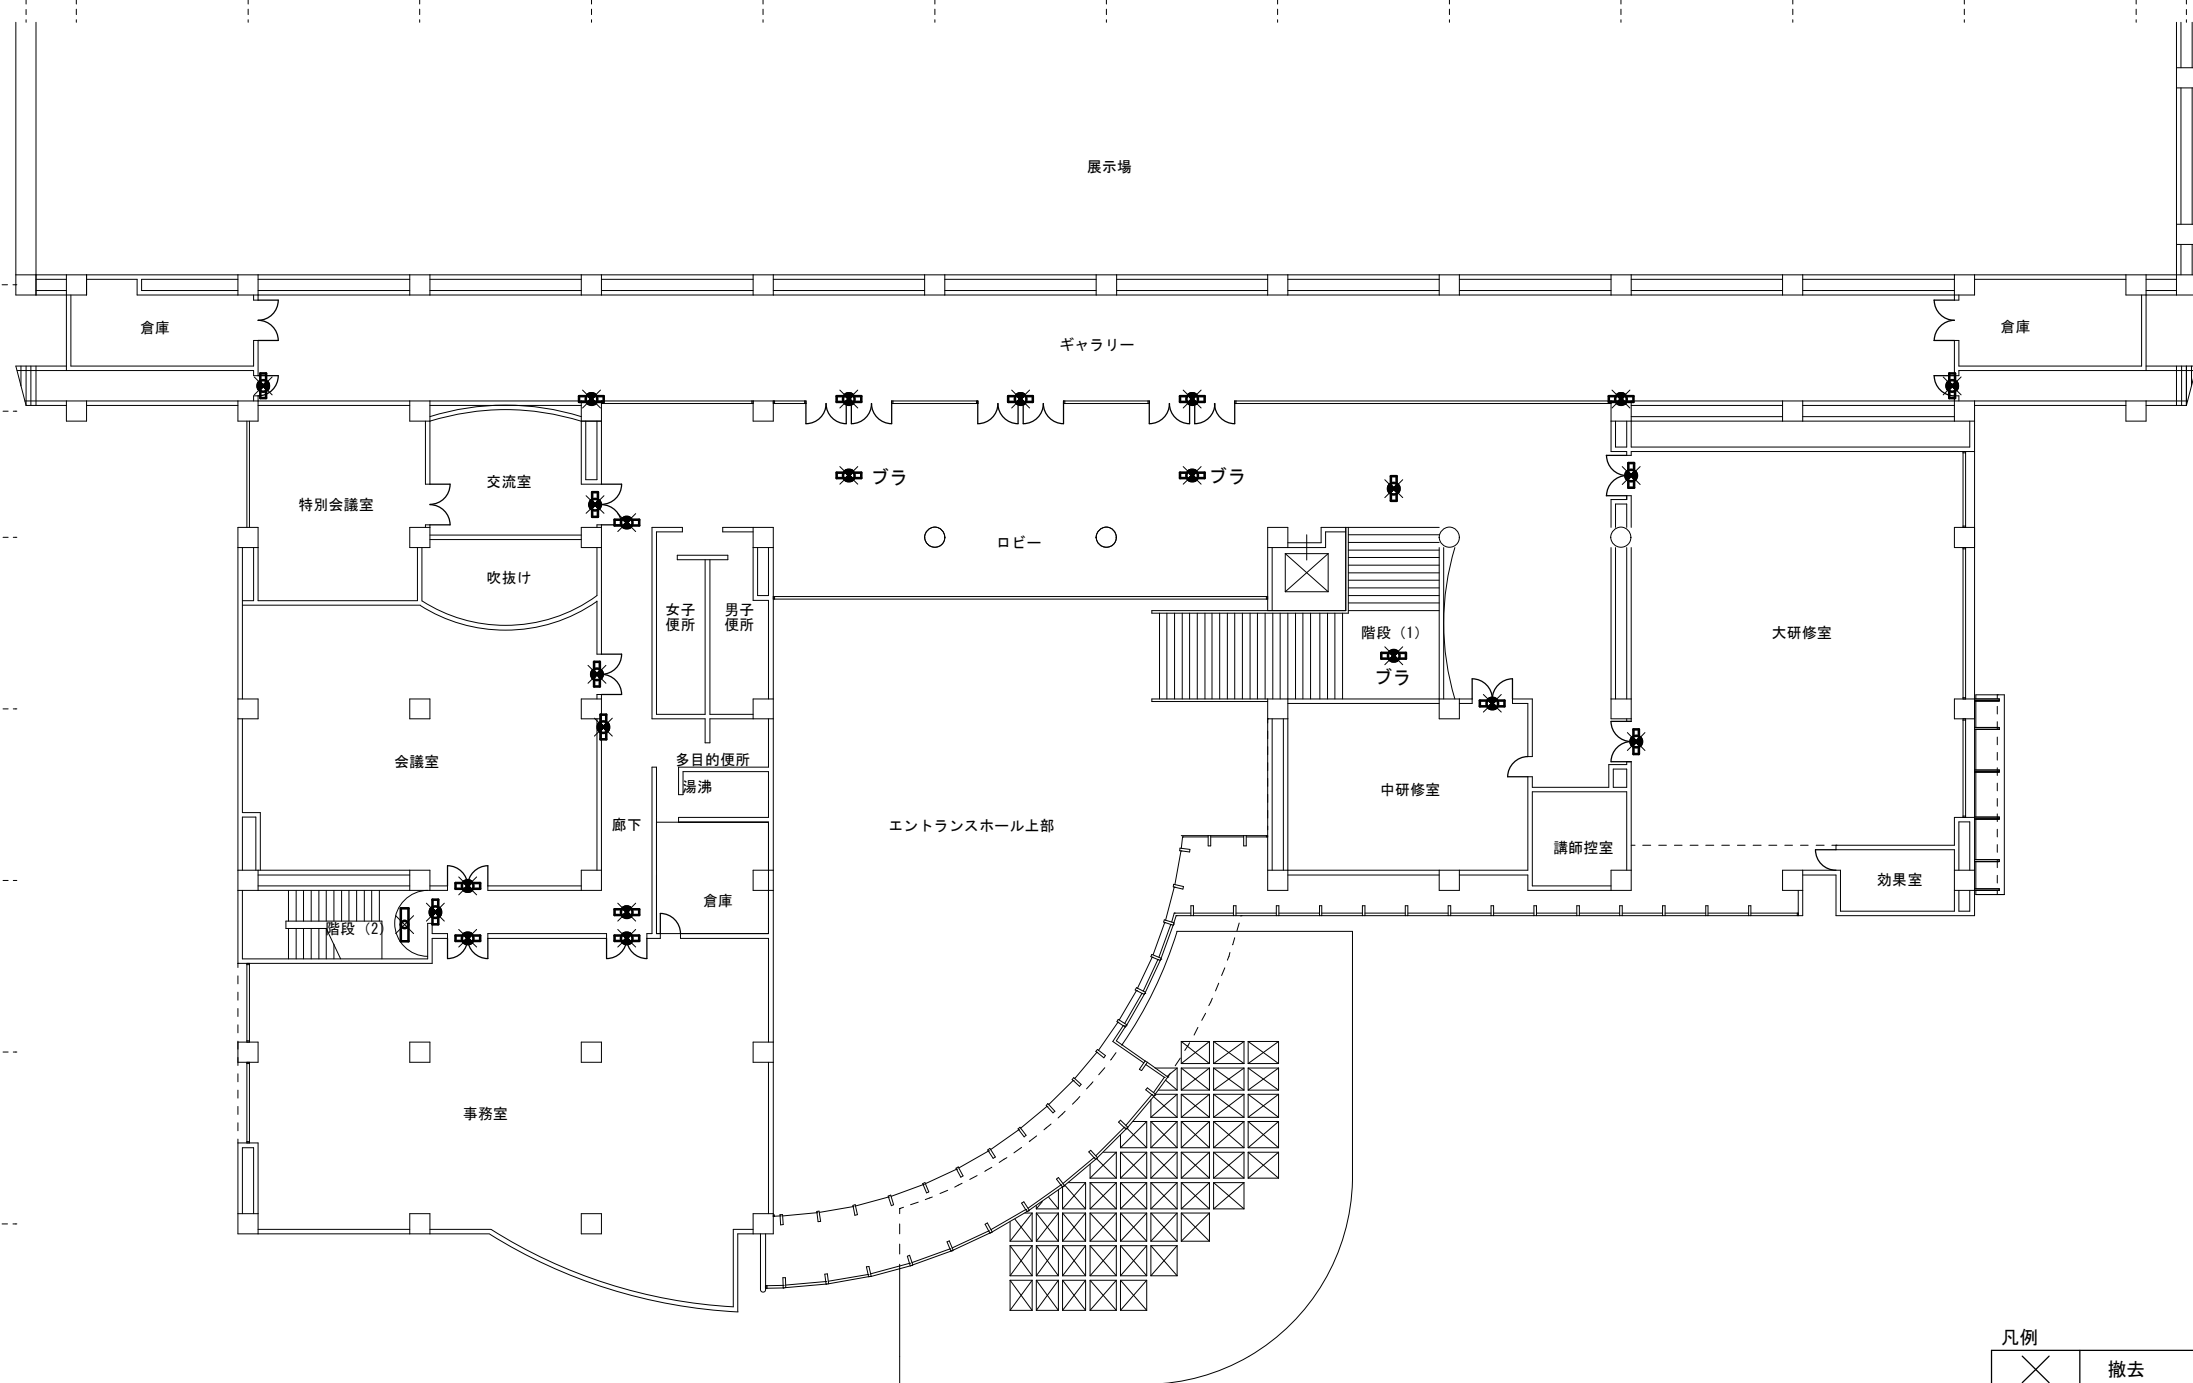 展示場
倉庫
ギャラリー
倉庫
特別会議室
交流室
ブラ
ブラ
ロビー
吹抜け
女子
便所
男子
便所
階段（1）
ブラ
大研修室
会議室
多目的便所
湯沸
廊下
エントランスホール上部
中研修室
講師控室
効果室
倉庫
階段（2）
事務室
凡例
撤去